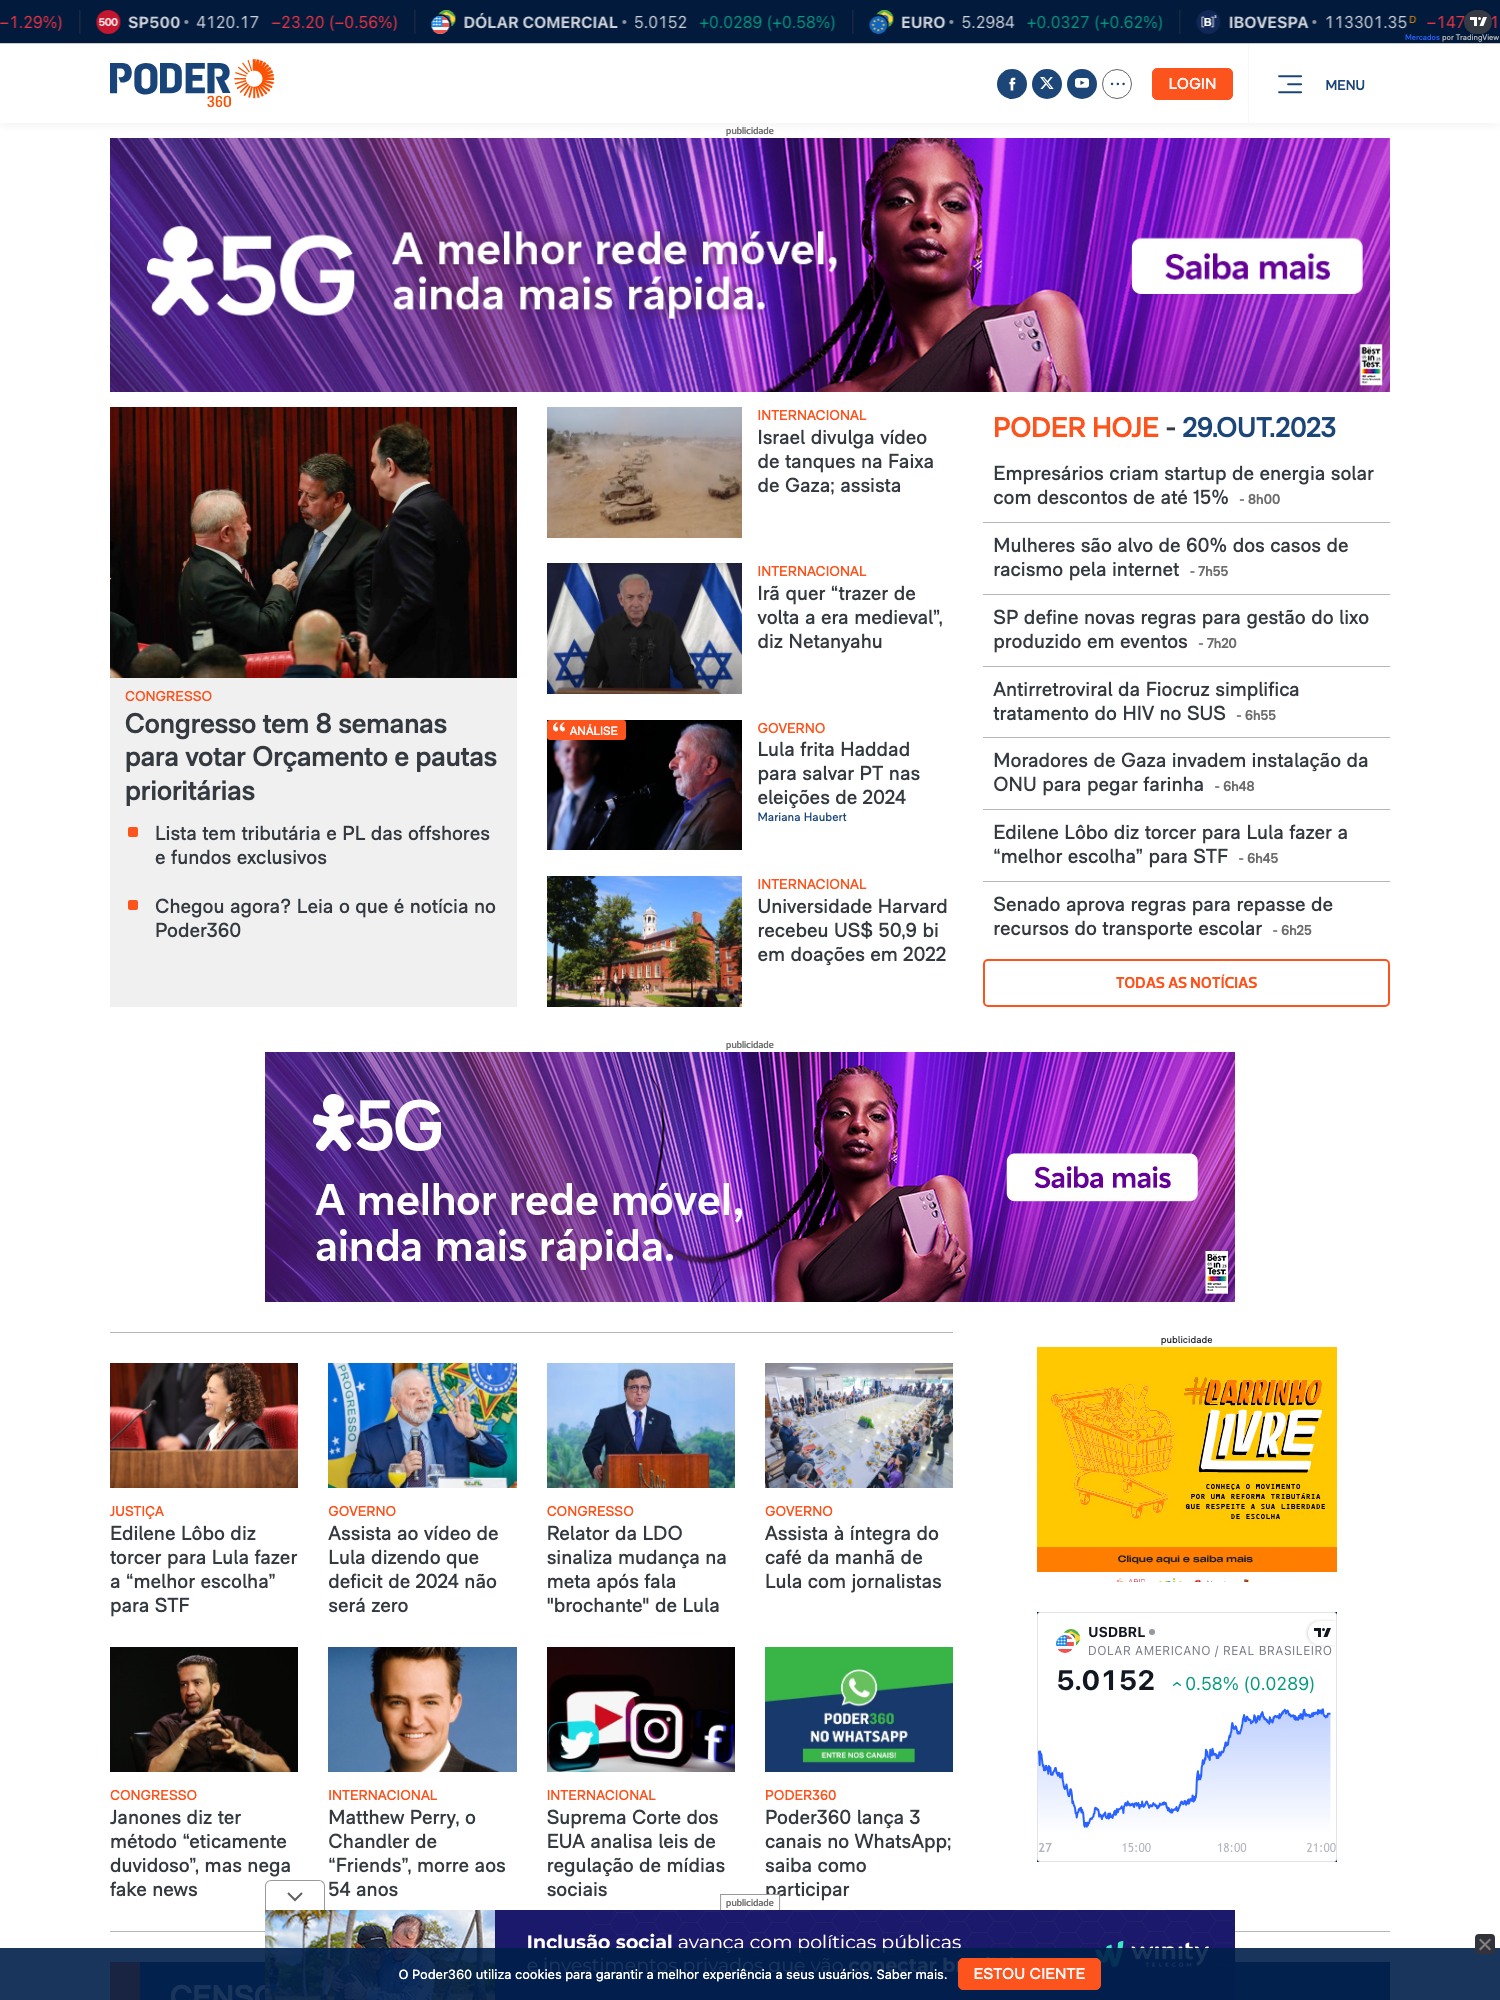 −1.29%)
500 SP500 4120.17 −23.20 (−0.56%)
DÓLAR COMERCIAL 5.0152 +0.0289 (+0.58%)
EURO 5.2984 +0.0327 (+0.62%)
IBOVESPA 113301.35 D
Mercados por TradingView
PODER
360
LOGIN
MENU
publicidade
5G
A melhor rede móvel,
ainda mais rápida.
Saiba mais
BEST
in
TEST
CONGRESSO
Congresso tem 8 semanas
para votar Orçamento e pautas
prioritárias
Lista tem tributária e PL das offshores
e fundos exclusivos
Chegou agora? Leia o que é notícia no
Poder360
INTERNACIONAL
Israel divulga vídeo
de tanques na Faixa
de Gaza; assista
INTERNACIONAL
Irã quer “trazer de
volta a era medieval”,
diz Netanyahu
ANÁLISE
GOVERNO
Lula frita Haddad
para salvar PT nas
eleições de 2024
Mariana Haubert
INTERNACIONAL
Universidade Harvard
recebeu US$ 50,9 bi
em doações em 2022
PODER HOJE - 29.OUT.2023
Empresários criam startup de energia solar
com descontos de até 15% - 8h00
Mulheres são alvo de 60% dos casos de
racismo pela internet - 7h55
SP define novas regras para gestão do lixo
produzido em eventos - 7h20
Antirretroviral da Fiocruz simplifica
tratamento do HIV no SUS - 6h55
Moradores de Gaza invadem instalação da
ONU para pegar farinha - 6h48
Edilene Lôbo diz torcer para Lula fazer a
“melhor escolha” para STF - 6h45
Senado aprova regras para repasse de
recursos do transporte escolar - 6h25
TODAS AS NOTÍCIAS
publicidade
5G
A melhor rede móvel,
ainda mais rápida.
Saiba mais
BEST
in
TEST
JUSTIÇA
Edilene Lôbo diz
torcer para Lula fazer
a “melhor escolha”
para STF
PROGRESSO
GOVERNO
Assista ao vídeo de
Lula dizendo que
deficit de 2024 não
será zero
CONGRESSO
Relator da LDO
sinaliza mudança na
meta após fala
"brochante" de Lula
GOVERNO
Assista à íntegra do
café da manhã de
Lula com jornalistas
publicidade
#CARRINHO
LIVRE
CONHEÇA O MOVIMENTO
POR UMA REFORMA TRIBUTÁRIA
QUE RESPEITE A SUA LIBERDADE
DE ESCOLHA
Clique aqui e saiba mais
CONGRESSO
Janones diz ter
método “eticamente
duvidoso”, mas nega
fake news
INTERNACIONAL
Matthew Perry, o
Chandler de
“Friends”, morre aos
54 anos
INTERNACIONAL
Suprema Corte dos
EUA analisa leis de
regulação de mídias
sociais
PODER360
NO WHATSAPP
ENTRE NOS CANAIS!
PODER360
Poder360 lança 3
canais no WhatsApp;
saiba como
participar
USDBRL
DOLAR AMERICANO / REAL BRASILEIRO
5.0152 0.58% (0.0289)
27 15:00 18:00 21:00
publicidade
Inclusão social avança com políticas públicas
e investimentos privados que vão conectar
winity
O Poder360 utiliza cookies para garantir a melhor experiência a seus usuários. Saber mais.
ESTOU CIENTE